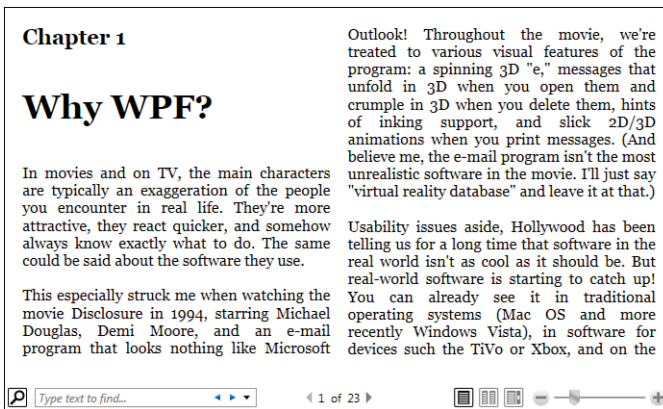 Chapter 1
Why WPF?
In movies and on TV, the main characters
are typically an exaggeration of the people
you encounter in real life. They're more
attractive, they react quicker, and somehow
always know exactly what to do. The same
could be said about the software they use.
This especially struck me when watching the
movie Disclosure in 1994, starring Michael
Douglas, Demi Moore, and an e-mail
program that looks nothing like Microsoft
Outlook! Throughout the movie, we're
treated to various visual features of the
program: a spinning 3D "e," messages that
unfold in 3D when you open them and
crumple in 3D when you delete them, hints
of inking support, and slick 2D/3D
animations when you print messages. (And
believe me, the e-mail program isn't the most
unrealistic software in the movie. I'll just say
"virtual reality database" and leave it at that.)
Usability issues aside, Hollywood has been
telling us for a long time that software in the
real world isn't as cool as it should be. But
real-world software is starting to catch up!
You can already see it in traditional
operating systems (Mac OS and more
recently Windows Vista), in software for
devices such the TiVo or Xbox, and on the
Type text to find...
1 of 23